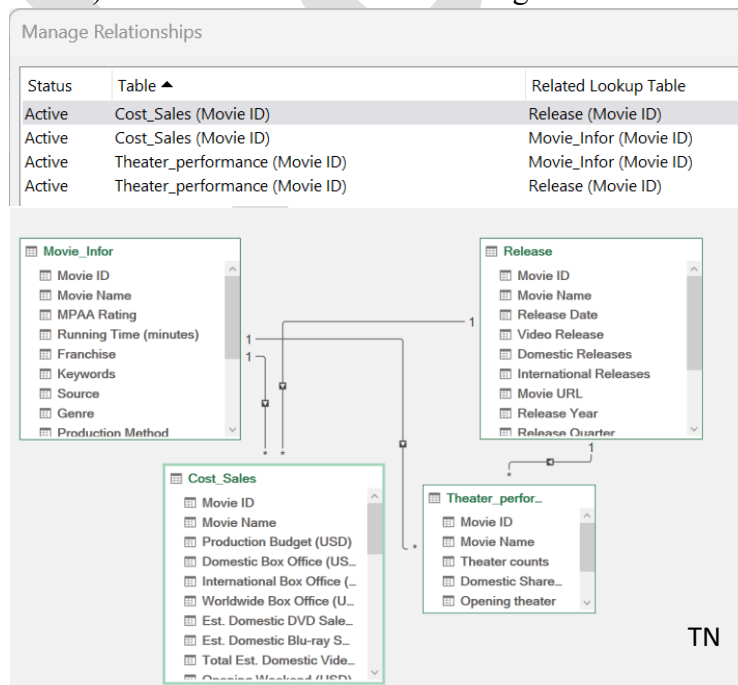 Manage Relationships
Status Table ▲ Related Lookup Table
Active Cost_Sales (Movie ID) Release (Movie ID)
Active Cost_Sales (Movie ID) Movie_Infor (Movie ID)
Active Theater_performance (Movie ID) Movie_Infor (Movie ID)
Active Theater_performance (Movie ID) Release (Movie ID)
Movie_Infor
Movie ID
Movie Name
MPAA Rating
Running Time (minutes)
Franchise
Keywords
Source
Genre
Production Method
1
1
1
Release
Movie ID
Movie Name
Release Date
Video Release
Domestic Releases
International Releases
Movie URL
Release Year
Release Quarter
1
* *
*
*
Cost_Sales
Movie ID
Movie Name
Production Budget (USD)
Domestic Box Office (US...
International Box Office (...
Worldwide Box Office (U...
Est. Domestic DVD Sale...
Est. Domestic Blu-ray S...
Total Est. Domestic Vide...
Opening Weekend (USD)
Theater_perfor...
Movie ID
Movie Name
Theater counts
Domestic Share...
Opening theater
TN